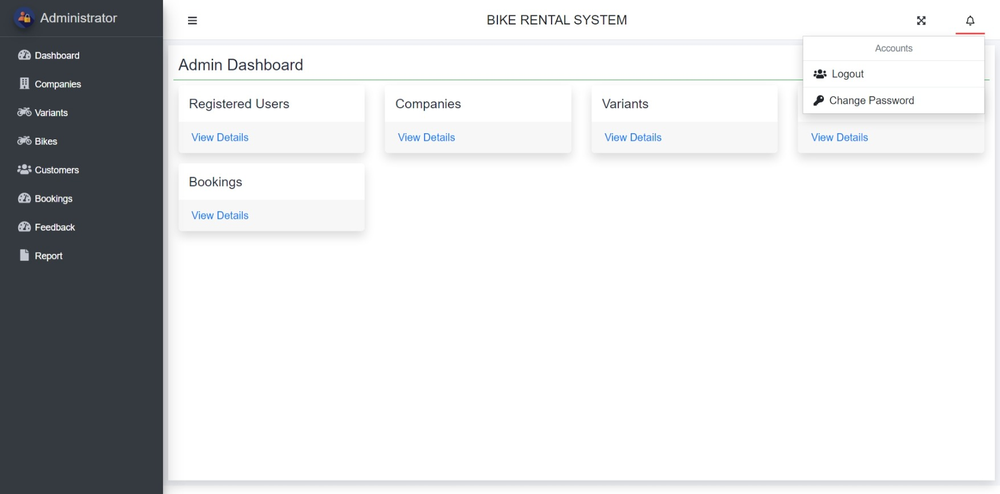 Administrator
BIKE RENTAL SYSTEM
Accounts
Logout
Change Password
Dashboard
Companies
Variants
Bikes
Customers
Bookings
Feedback
Report
Admin Dashboard
Registered Users
View Details
Companies
View Details
Variants
View Details
View Details
Bookings
View Details